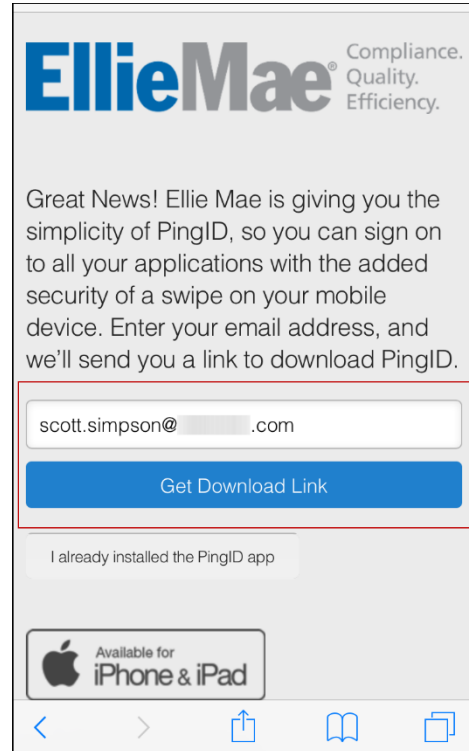 EllieMae®
Compliance.
Quality.
Efficiency.
Great News! Ellie Mae is giving you the
simplicity of PingID, so you can sign on
to all your applications with the added
security of a swipe on your mobile
device. Enter your email address, and
we'll send you a link to download PingID.
scott.simpson@ .com
Get Download Link
I already installed the PingID app
Available for
iPhone & iPad